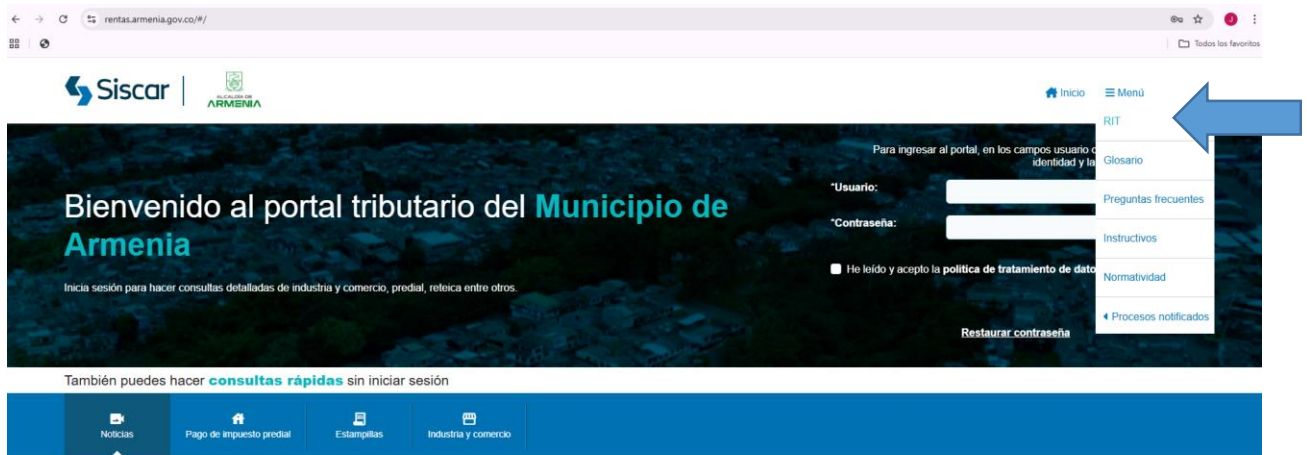 rentas.armenia.gov.co/#/
J
Todos los favoritos
Siscar
ALCALDÍA DE
ARMENIA
Inicio
Menú
RIT
Glosario
Preguntas frecuentes
Instructivos
Normatividad
Procesos notificados
Para ingresar al portal, en los campos usuario
identidad y la
*Usuario:
*Contraseña:
He leído y acepto la política de tratamiento de dato
Restaurar contraseña
Bienvenido al portal tributario del Municipio de
Armenia
Inicia sesión para hacer consultas detalladas de industria y comercio, predial, reteica entre otros.
También puedes hacer consultas rápidas sin iniciar sesión
Noticias
Pago de impuesto predial
Estampillas
Industria y comercio